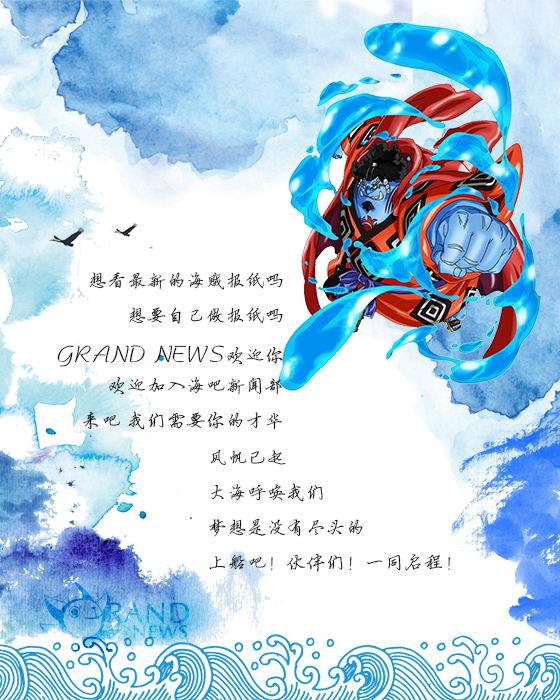 想看最新的海贼报纸吗
想要自己做报纸吗
GRAND NEWS欢迎你
欢迎加入海吧新闻部
来吧 我们需要你的才华
风帆已起
大海呼唤我们
梦想是没有尽头的
上船吧！伙伴们！一同启程！
GRAND
NEWS